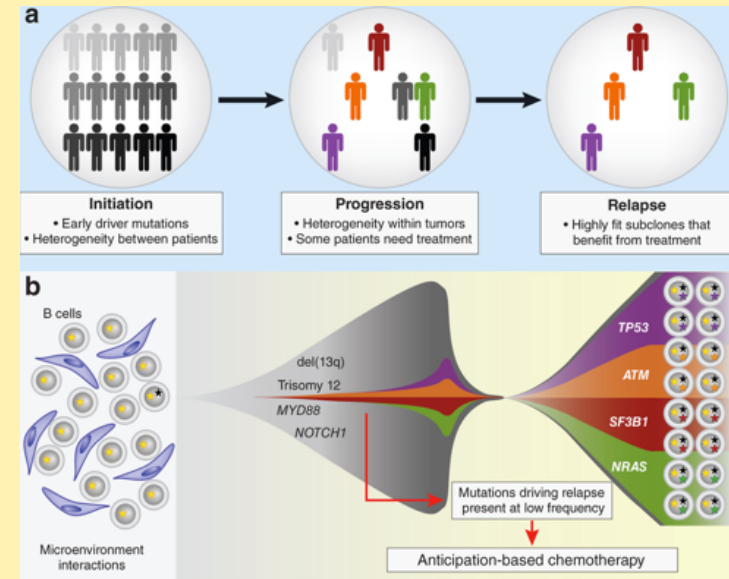 a
Initiation
• Early driver mutations
• Heterogeneity between patients
Progression
• Heterogeneity within tumors
• Some patients need treatment
Relapse
• Highly fit subclones that
benefit from treatment
b
B cells
Microenvironment
interactions
del(13q)
Trisomy 12
MYD88
NOTCH1
TP53
ATM
SF3B1
NRAS
Mutations driving relapse
present at low frequency
Anticipation-based chemotherapy